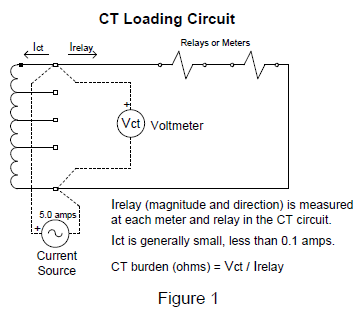 CT Loading Circuit
Ict Irelay
Relays or Meters
+
Vct Voltmeter
5.0 amps
+
Current
Source
Irelay (magnitude and direction) is measured
at each meter and relay in the CT circuit.
Ict is generally small, less than 0.1 amps.
CT burden (ohms) = Vct / Irelay
Figure 1